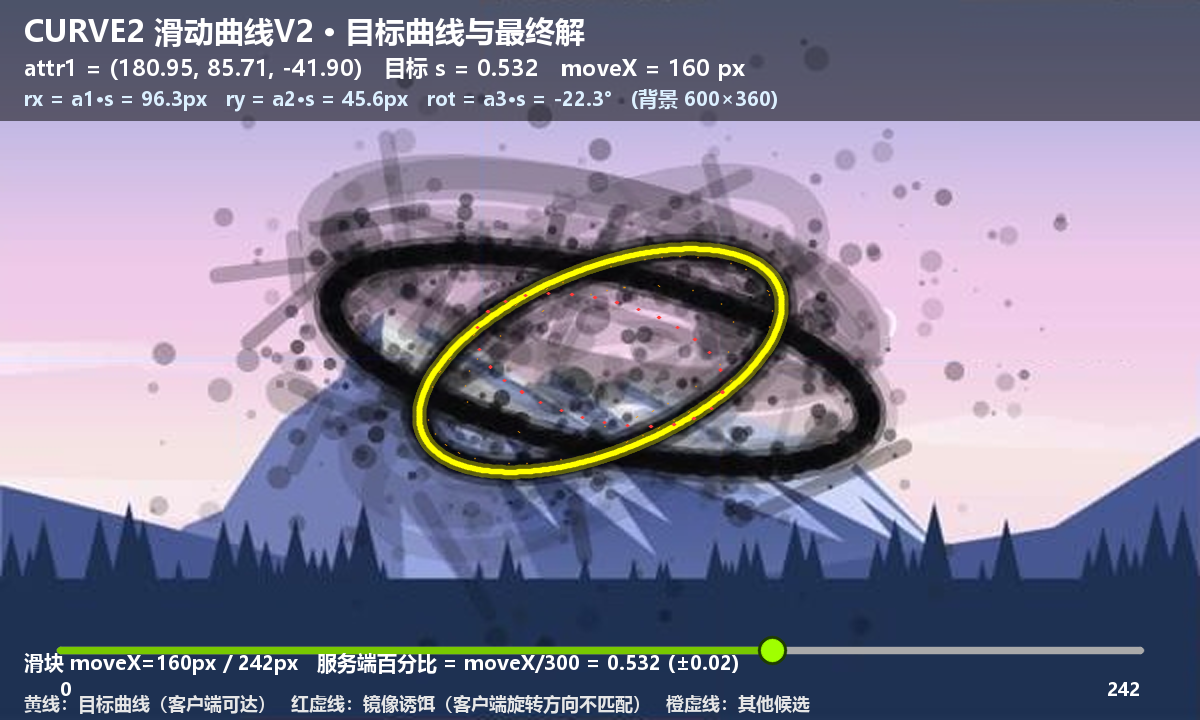 CURVE2 滑动曲线V2 • 目标曲线与最终解
attr1 = (180.95, 85.71, -41.90) 目标 s = 0.532 moveX = 160 px
rx = a1•s = 96.3px ry = a2•s = 45.6px rot = a3•s = -22.3° (背景 600×360)
滑块 moveX=160px / 242px 服务端百分比 = moveX/300 = 0.532 (±0.02)
0
242
黄线：目标曲线（客户端可达） 红虚线：镜像诱饵（客户端旋转方向不匹配） 橙虚线：其他候选